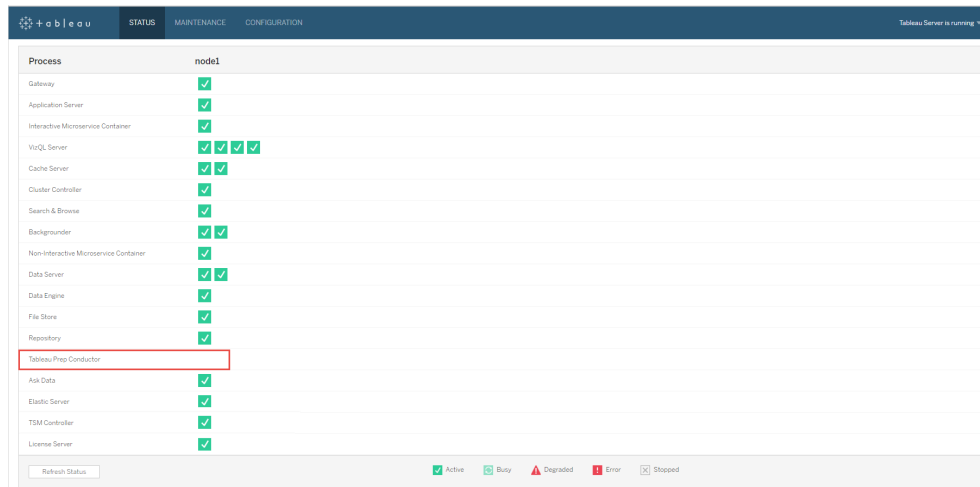 tableau STATUS MAINTENANCE CONFIGURATION Tableau Server is running
Process node1
Gateway
Application Server
Interactive Microservice Container
VizQL Server
Cache Server
Cluster Controller
Search & Browse
Backgrounder
Non-Interactive Microservice Container
Data Server
Data Engine
File Store
Repository
Tableau Prep Conductor
Ask Data
Elastic Server
TSM Controller
License Server
Refresh Status Active Busy Degraded Error Stopped